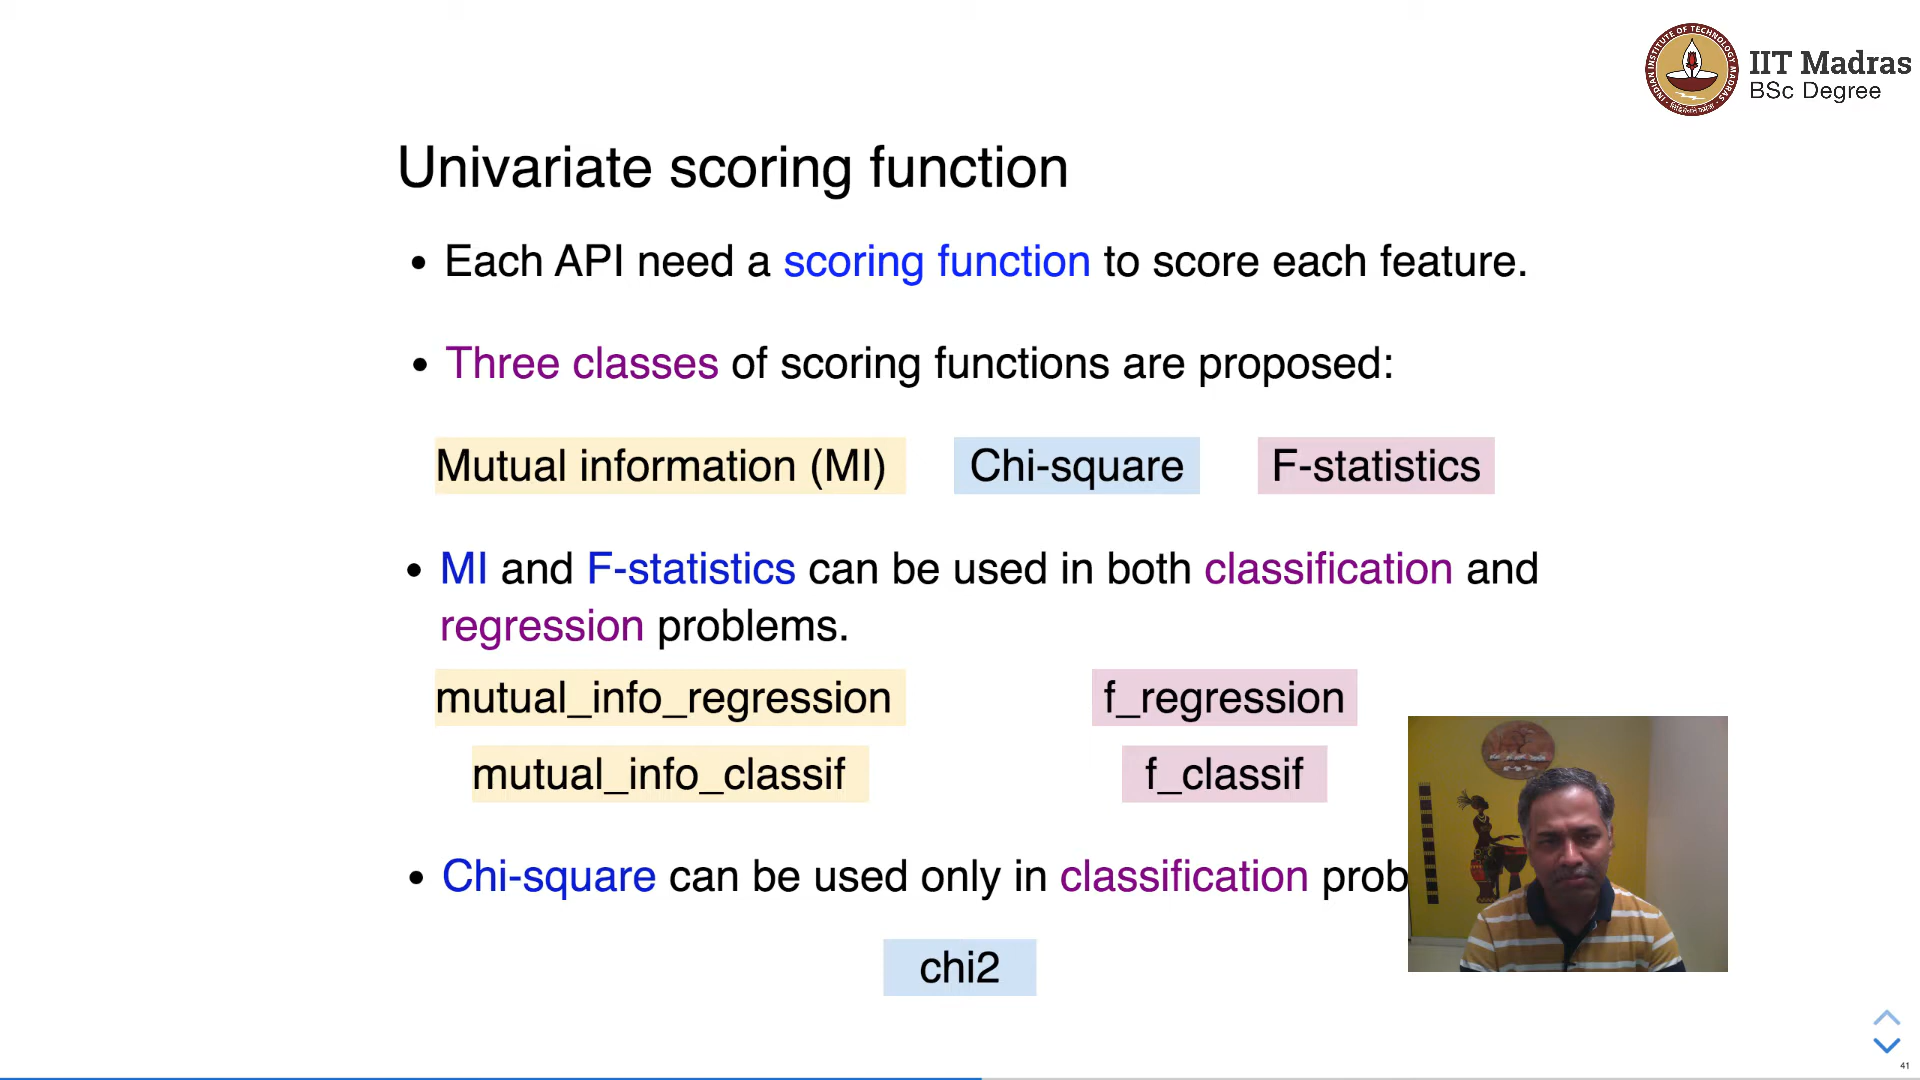 IIT Madras
BSc Degree
Univariate scoring function
• Each API need a scoring function to score each feature.
• Three classes of scoring functions are proposed:
Mutual information (MI) Chi-square F-statistics
• MI and F-statistics can be used in both classification and
regression problems.
mutual_info_regression f_regression
mutual_info_classif f_classif
• Chi-square can be used only in classification prob
chi2
41